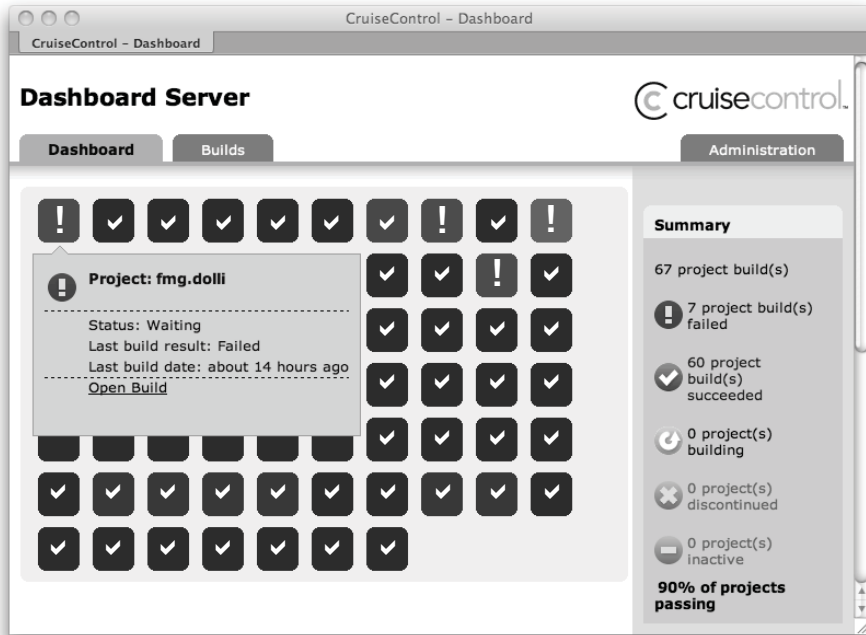 CruiseControl – Dashboard
CruiseControl – Dashboard
Dashboard Server
cruisecontrol™
Dashboard
Builds
Administration
Project: fmg.dolli
Status: Waiting
Last build result: Failed
Last build date: about 14 hours ago
Open Build
Summary
67 project build(s)
7 project build(s)
failed
60 project
build(s)
succeeded
0 project(s)
building
0 project(s)
discontinued
0 project(s)
inactive
90% of projects
passing